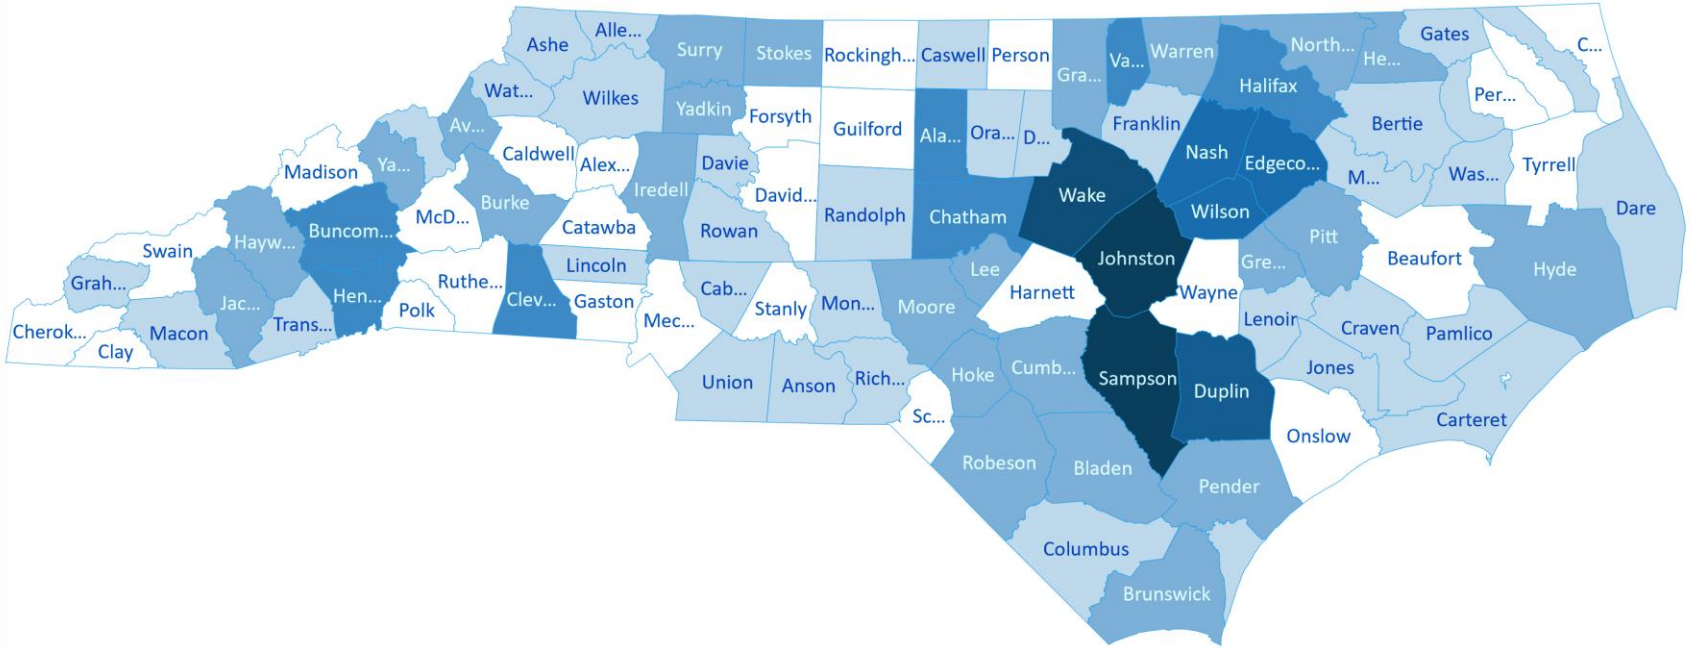 Ashe
Alle...
Surry
Stokes
Rockingh...
Caswell
Person
Gra...
Va...
Warren
North...
He...
Gates
C...
Wat...
Wilkes
Yadkin
Forsyth
Guilford
Ala...
Ora...
D...
Franklin
Halifax
Bertie
Per...
Av...
Caldwell
Alex...
Iredell
Davie
David...
Randolph
Chatham
Wake
Nash
Edgeco...
Wilson
M...
Was...
Tyrrell
Dare
Madison
Ya...
Burke
McD...
Catawba
Rowan
Buncom...
Hayw...
Swain
Grah...
Jac...
Hen...
Trans...
Macon
Cherok...
Clay
Polk
Ruthe...
Clev...
Lincoln
Gaston
Mec...
Cab...
Stanly
Mon...
Moore
Lee
Harnett
Johnston
Wayne
Gre...
Pitt
Beaufort
Hyde
Lenoir
Craven
Pamlico
Jones
Carteret
Union
Anson
Rich...
Sc...
Hoke
Cumb...
Sampson
Duplin
Onslow
Robeson
Bladen
Pender
Columbus
Brunswick